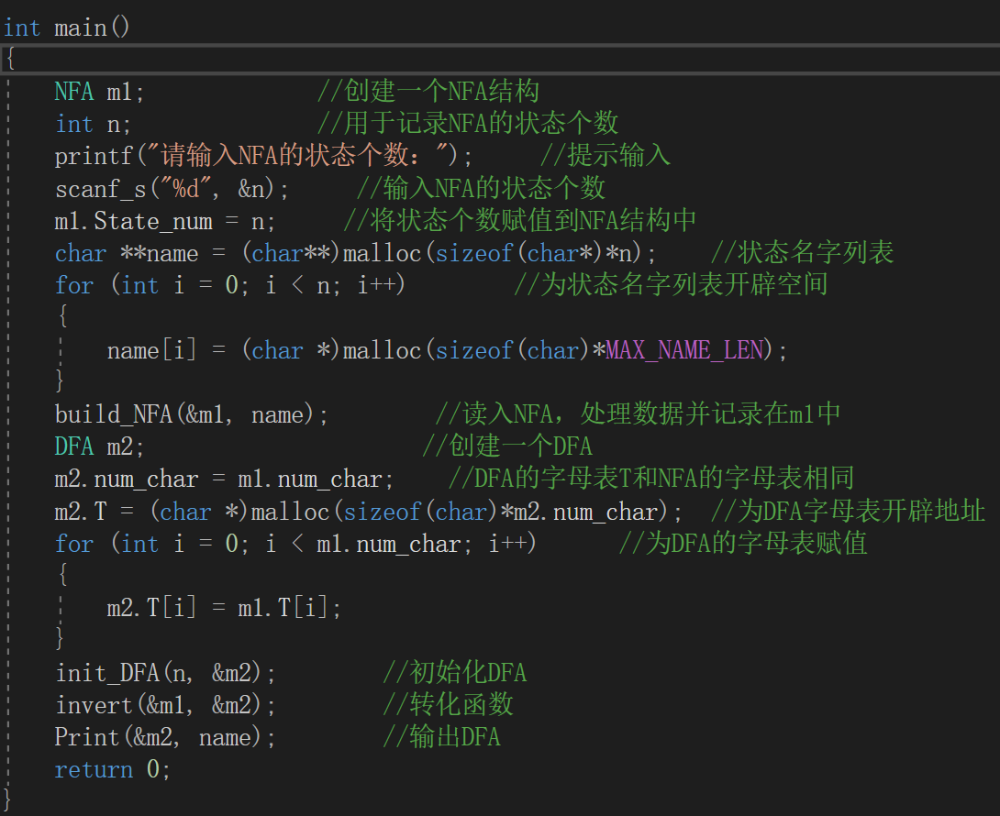 int main()
{
NFA m1; //创建一个NFA结构
int n; //用于记录NFA的状态个数
printf("请输入NFA的状态个数："); //提示输入
scanf_s("%d", &n); //输入NFA的状态个数
m1.State_num = n; //将状态个数赋值到NFA结构中
char **name = (char**)malloc(sizeof(char*)*n); //状态名字列表
for (int i = 0; i < n; i++) //为状态名字列表开辟空间
{
name[i] = (char *)malloc(sizeof(char)*MAX_NAME_LEN);
}
build_NFA(&m1, name); //读入NFA，处理数据并记录在m1中
DFA m2; //创建一个DFA
m2.num_char = m1.num_char; //DFA的字母表T和NFA的字母表相同
m2.T = (char *)malloc(sizeof(char)*m2.num_char); //为DFA字母表开辟地址
for (int i = 0; i < m1.num_char; i++) //为DFA的字母表赋值
{
m2.T[i] = m1.T[i];
}
init_DFA(n, &m2); //初始化DFA
invert(&m1, &m2); //转化函数
Print(&m2, name); //输出DFA
return 0;
}